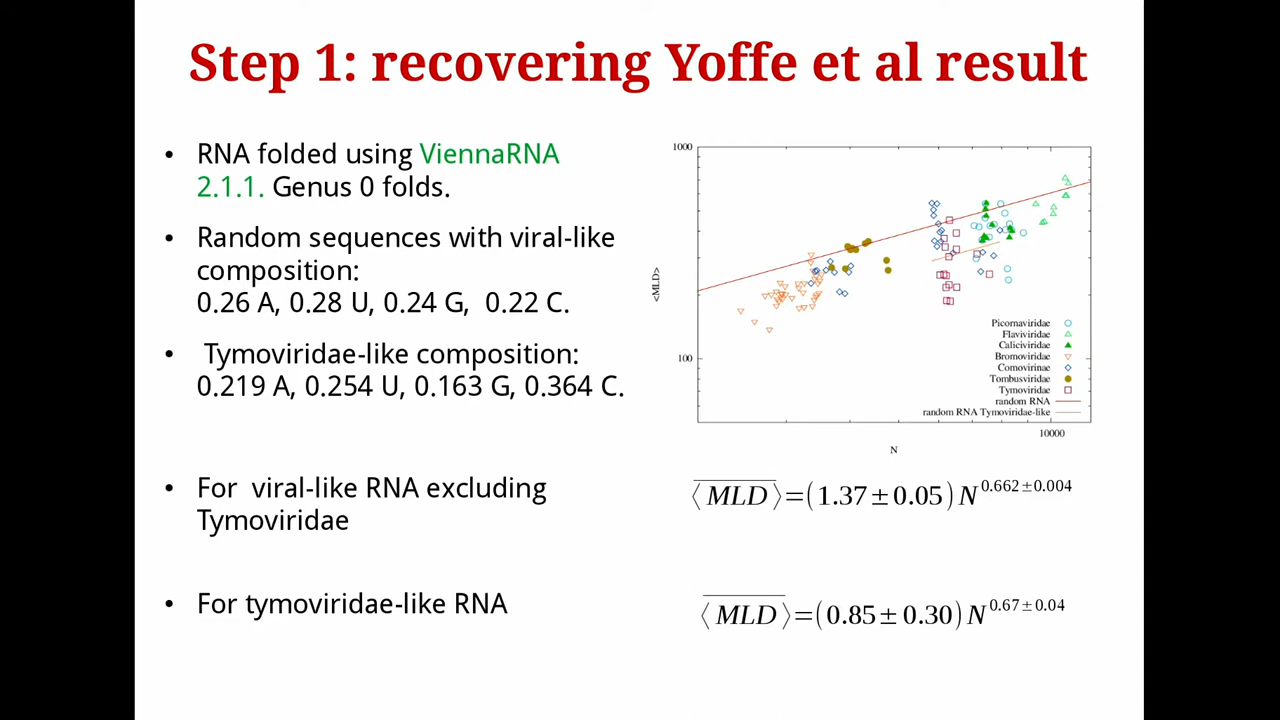 Step 1: recovering Yoffe et al result
• RNA folded using ViennaRNA
2.1.1. Genus 0 folds.
• Random sequences with viral-like
composition:
0.26 A, 0.28 U, 0.24 G, 0.22 C.
• Tymoviridae-like composition:
0.219 A, 0.254 U, 0.163 G, 0.364 C.
• For viral-like RNA excluding
Tymoviridae
• For tymoviridae-like RNA
1000
<MLD>
100
Picornaviridae
Flaviviridae
Caliciviridae
Bromoviridae
Comovirinae
Tombusviridae
Tymoviridae
random RNA
random RNA Tymoviridae-like
10000
N
⟨MLD⟩=(1.37±0.05)N^0.662±0.004
⟨MLD⟩=(0.85±0.30)N^0.67±0.04